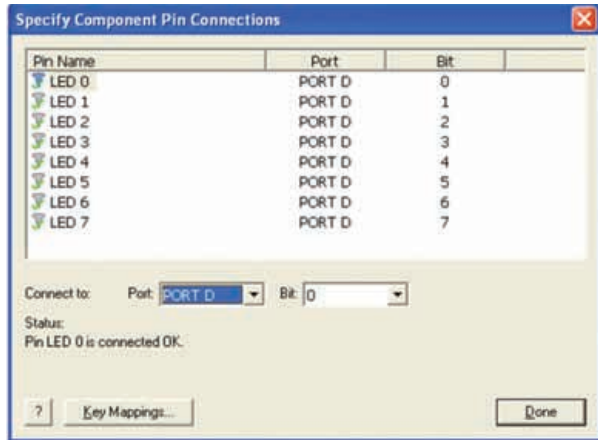 Specify Component Pin Connections
Pin Name Port Bit
LED 0 PORT D 0
LED 1 PORT D 1
LED 2 PORT D 2
LED 3 PORT D 3
LED 4 PORT D 4
LED 5 PORT D 5
LED 6 PORT D 6
LED 7 PORT D 7
Connect to: Port: PORT D Bit: 0
Status:
Pin LED 0 is connected OK.
? Key Mappings... Done